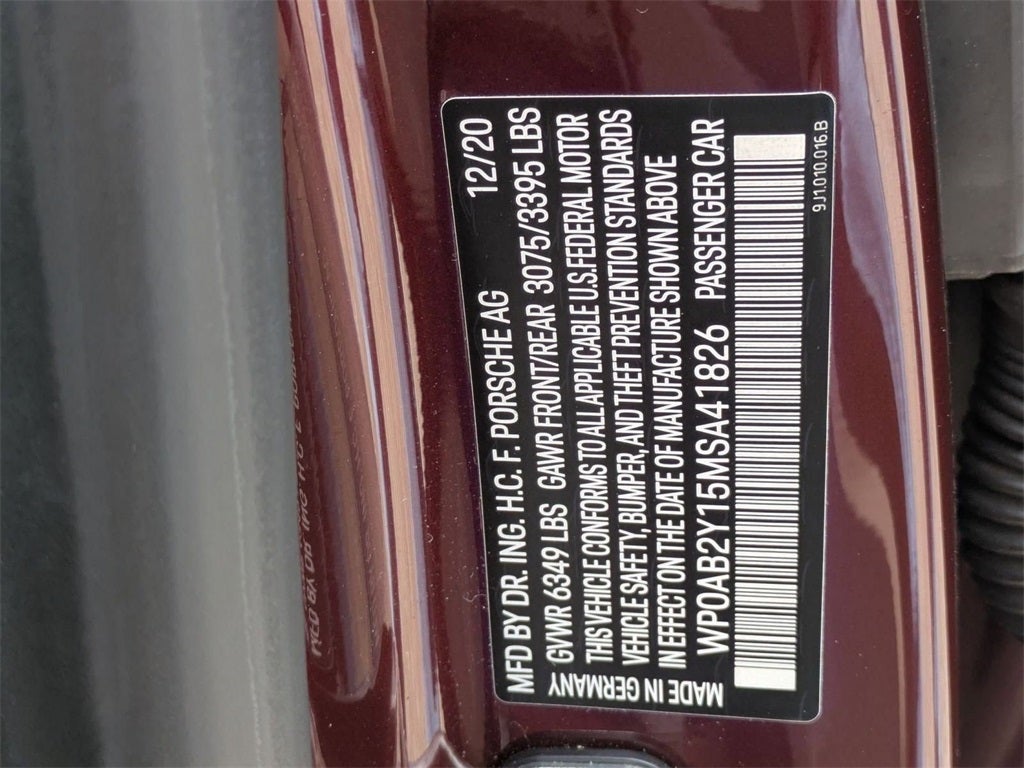 MFD BY DR. ING. H.C. F. PORSCHE AG 12/20
GVWR 6349 LBS GAWR FRONT/REAR 3075/3395 LBS
THIS VEHICLE CONFORMS TO ALL APPLICABLE U.S. FEDERAL MOTOR
VEHICLE SAFETY, BUMPER, AND THEFT PREVENTION STANDARDS
IN EFFECT ON THE DATE OF MANUFACTURE SHOWN ABOVE
MADE IN GERMANY WP0AB2Y15MSA41826 PASSENGER CAR
9J1.010.016.B